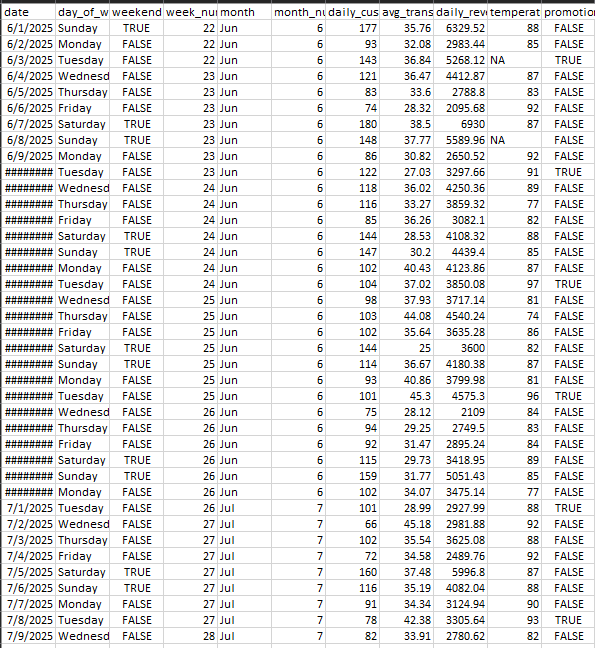 date day_of_w weekend week_nu month month_nu daily_cus avg_trans daily_reve temperat promotio
6/1/2025 Sunday TRUE 22 Jun 6 177 35.76 6329.52 88 FALSE
6/2/2025 Monday FALSE 22 Jun 6 93 32.08 2983.44 85 FALSE
6/3/2025 Tuesday FALSE 22 Jun 6 143 36.84 5268.12 NA TRUE
6/4/2025 Wednesd FALSE 23 Jun 6 121 36.47 4412.87 87 FALSE
6/5/2025 Thursday FALSE 23 Jun 6 83 33.6 2788.8 83 FALSE
6/6/2025 Friday FALSE 23 Jun 6 74 28.32 2095.68 92 FALSE
6/7/2025 Saturday TRUE 23 Jun 6 180 38.5 6930 87 FALSE
6/8/2025 Sunday TRUE 23 Jun 6 148 37.77 5589.96 NA FALSE
6/9/2025 Monday FALSE 23 Jun 6 86 30.82 2650.52 92 FALSE
######## Tuesday FALSE 23 Jun 6 122 27.03 3297.66 91 TRUE
######## Wednesd FALSE 24 Jun 6 118 36.02 4250.36 89 FALSE
######## Thursday FALSE 24 Jun 6 116 33.27 3859.32 77 FALSE
######## Friday FALSE 24 Jun 6 85 36.26 3082.1 82 FALSE
######## Saturday TRUE 24 Jun 6 144 28.53 4108.32 88 FALSE
######## Sunday TRUE 24 Jun 6 147 30.2 4439.4 85 FALSE
######## Monday FALSE 24 Jun 6 102 40.43 4123.86 87 FALSE
######## Tuesday FALSE 24 Jun 6 104 37.02 3850.08 97 TRUE
######## Wednesd FALSE 25 Jun 6 98 37.93 3717.14 81 FALSE
######## Thursday FALSE 25 Jun 6 103 44.08 4540.24 74 FALSE
######## Friday FALSE 25 Jun 6 102 35.64 3635.28 86 FALSE
######## Saturday TRUE 25 Jun 6 144 25 3600 82 FALSE
######## Sunday TRUE 25 Jun 6 114 36.67 4180.38 87 FALSE
######## Monday FALSE 25 Jun 6 93 40.86 3799.98 81 FALSE
######## Tuesday FALSE 25 Jun 6 101 45.3 4575.3 96 TRUE
######## Wednesd FALSE 26 Jun 6 75 28.12 2109 84 FALSE
######## Thursday FALSE 26 Jun 6 94 29.25 2749.5 83 FALSE
######## Friday FALSE 26 Jun 6 92 31.47 2895.24 84 FALSE
######## Saturday TRUE 26 Jun 6 115 29.73 3418.95 89 FALSE
######## Sunday TRUE 26 Jun 6 159 31.77 5051.43 85 FALSE
######## Monday FALSE 26 Jun 6 102 34.07 3475.14 77 FALSE
7/1/2025 Tuesday FALSE 26 Jul 7 101 28.99 2927.99 88 TRUE
7/2/2025 Wednesd FALSE 27 Jul 7 66 45.18 2981.88 92 FALSE
7/3/2025 Thursday FALSE 27 Jul 7 102 35.54 3625.08 88 FALSE
7/4/2025 Friday FALSE 27 Jul 7 72 34.58 2489.76 92 FALSE
7/5/2025 Saturday TRUE 27 Jul 7 160 37.48 5996.8 87 FALSE
7/6/2025 Sunday TRUE 27 Jul 7 116 35.19 4082.04 88 FALSE
7/7/2025 Monday FALSE 27 Jul 7 91 34.34 3124.94 90 FALSE
7/8/2025 Tuesday FALSE 27 Jul 7 78 42.38 3305.64 93 TRUE
7/9/2025 Wednesd FALSE 28 Jul 7 82 33.91 2780.62 82 FALSE